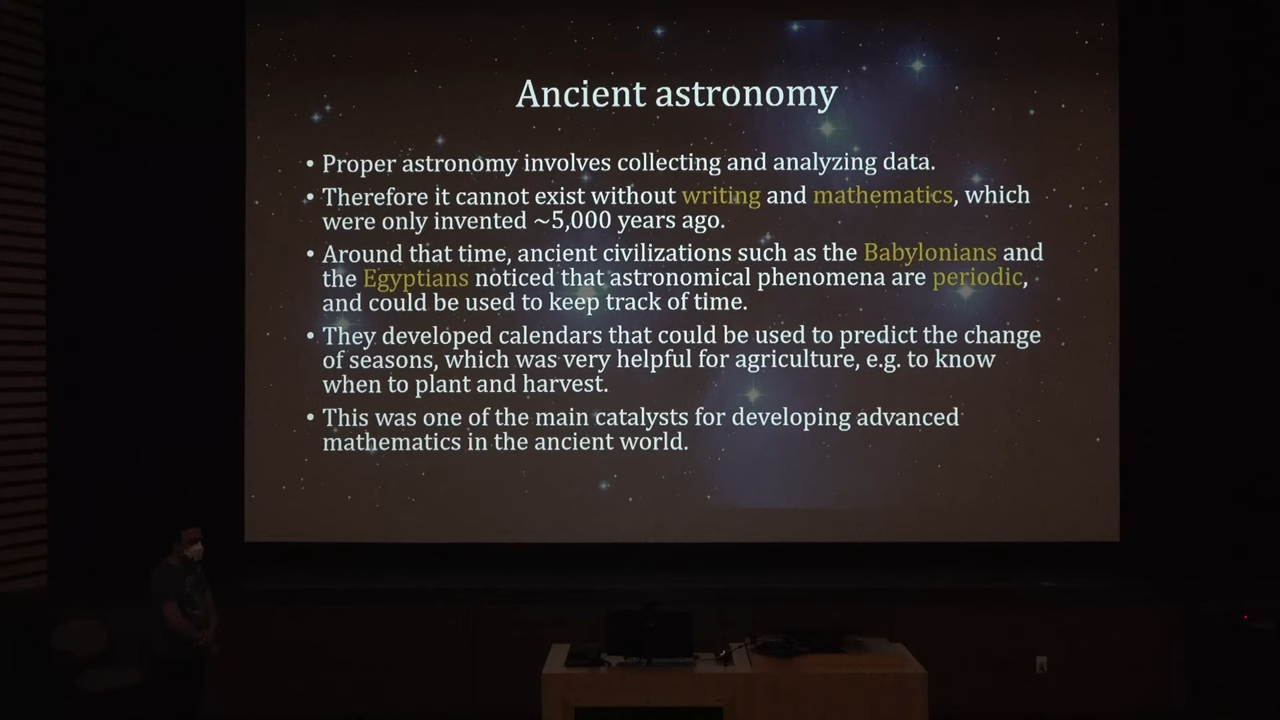 Ancient astronomy
• Proper astronomy involves collecting and analyzing data.
• Therefore it cannot exist without writing and mathematics, which
were only invented ~5,000 years ago.
• Around that time, ancient civilizations such as the Babylonians and
the Egyptians noticed that astronomical phenomena are periodic,
and could be used to keep track of time.
• They developed calendars that could be used to predict the change
of seasons, which was very helpful for agriculture, e.g. to know
when to plant and harvest.
• This was one of the main catalysts for developing advanced
mathematics in the ancient world.